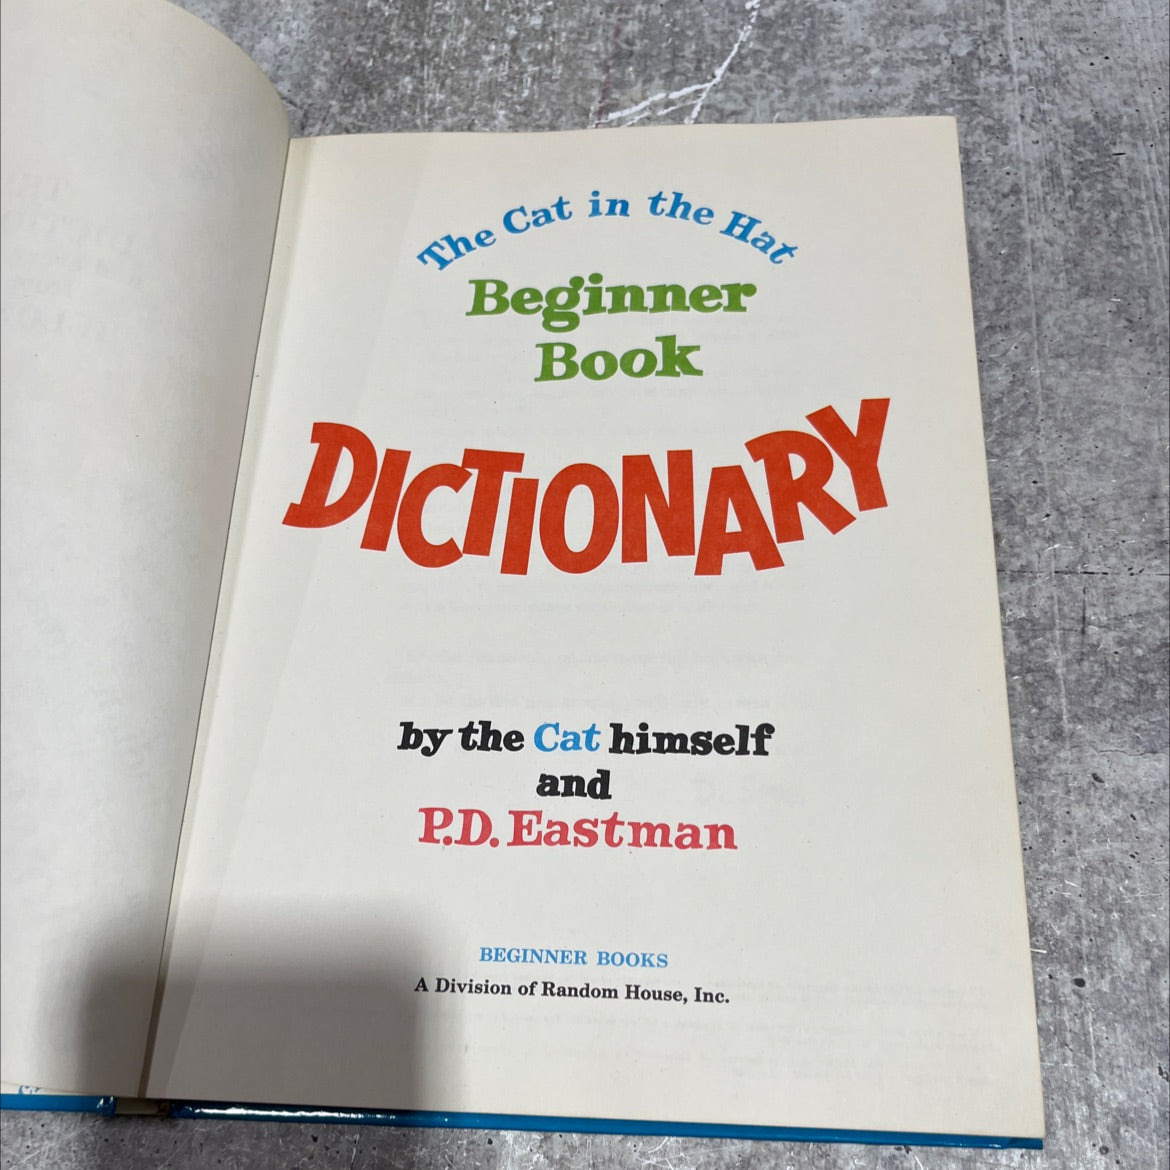 The Cat in the Hat
Beginner
Book
DICTIONARY
by the Cat himself
and
P.D. Eastman
BEGINNER BOOKS
A Division of Random House, Inc.